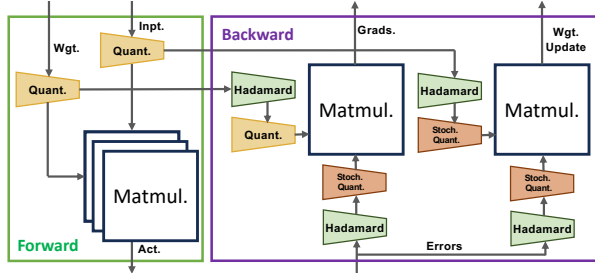 Wgt.
Inpt.
Quant.
Quant.
Matmul.
Act.
Forward
Backward
Grads.
Wgt.
Update
Hadamard
Quant.
Matmul.
Stoch.
Quant.
Hadamard
Hadamard
Stoch.
Quant.
Matmul.
Stoch.
Quant.
Hadamard
Errors